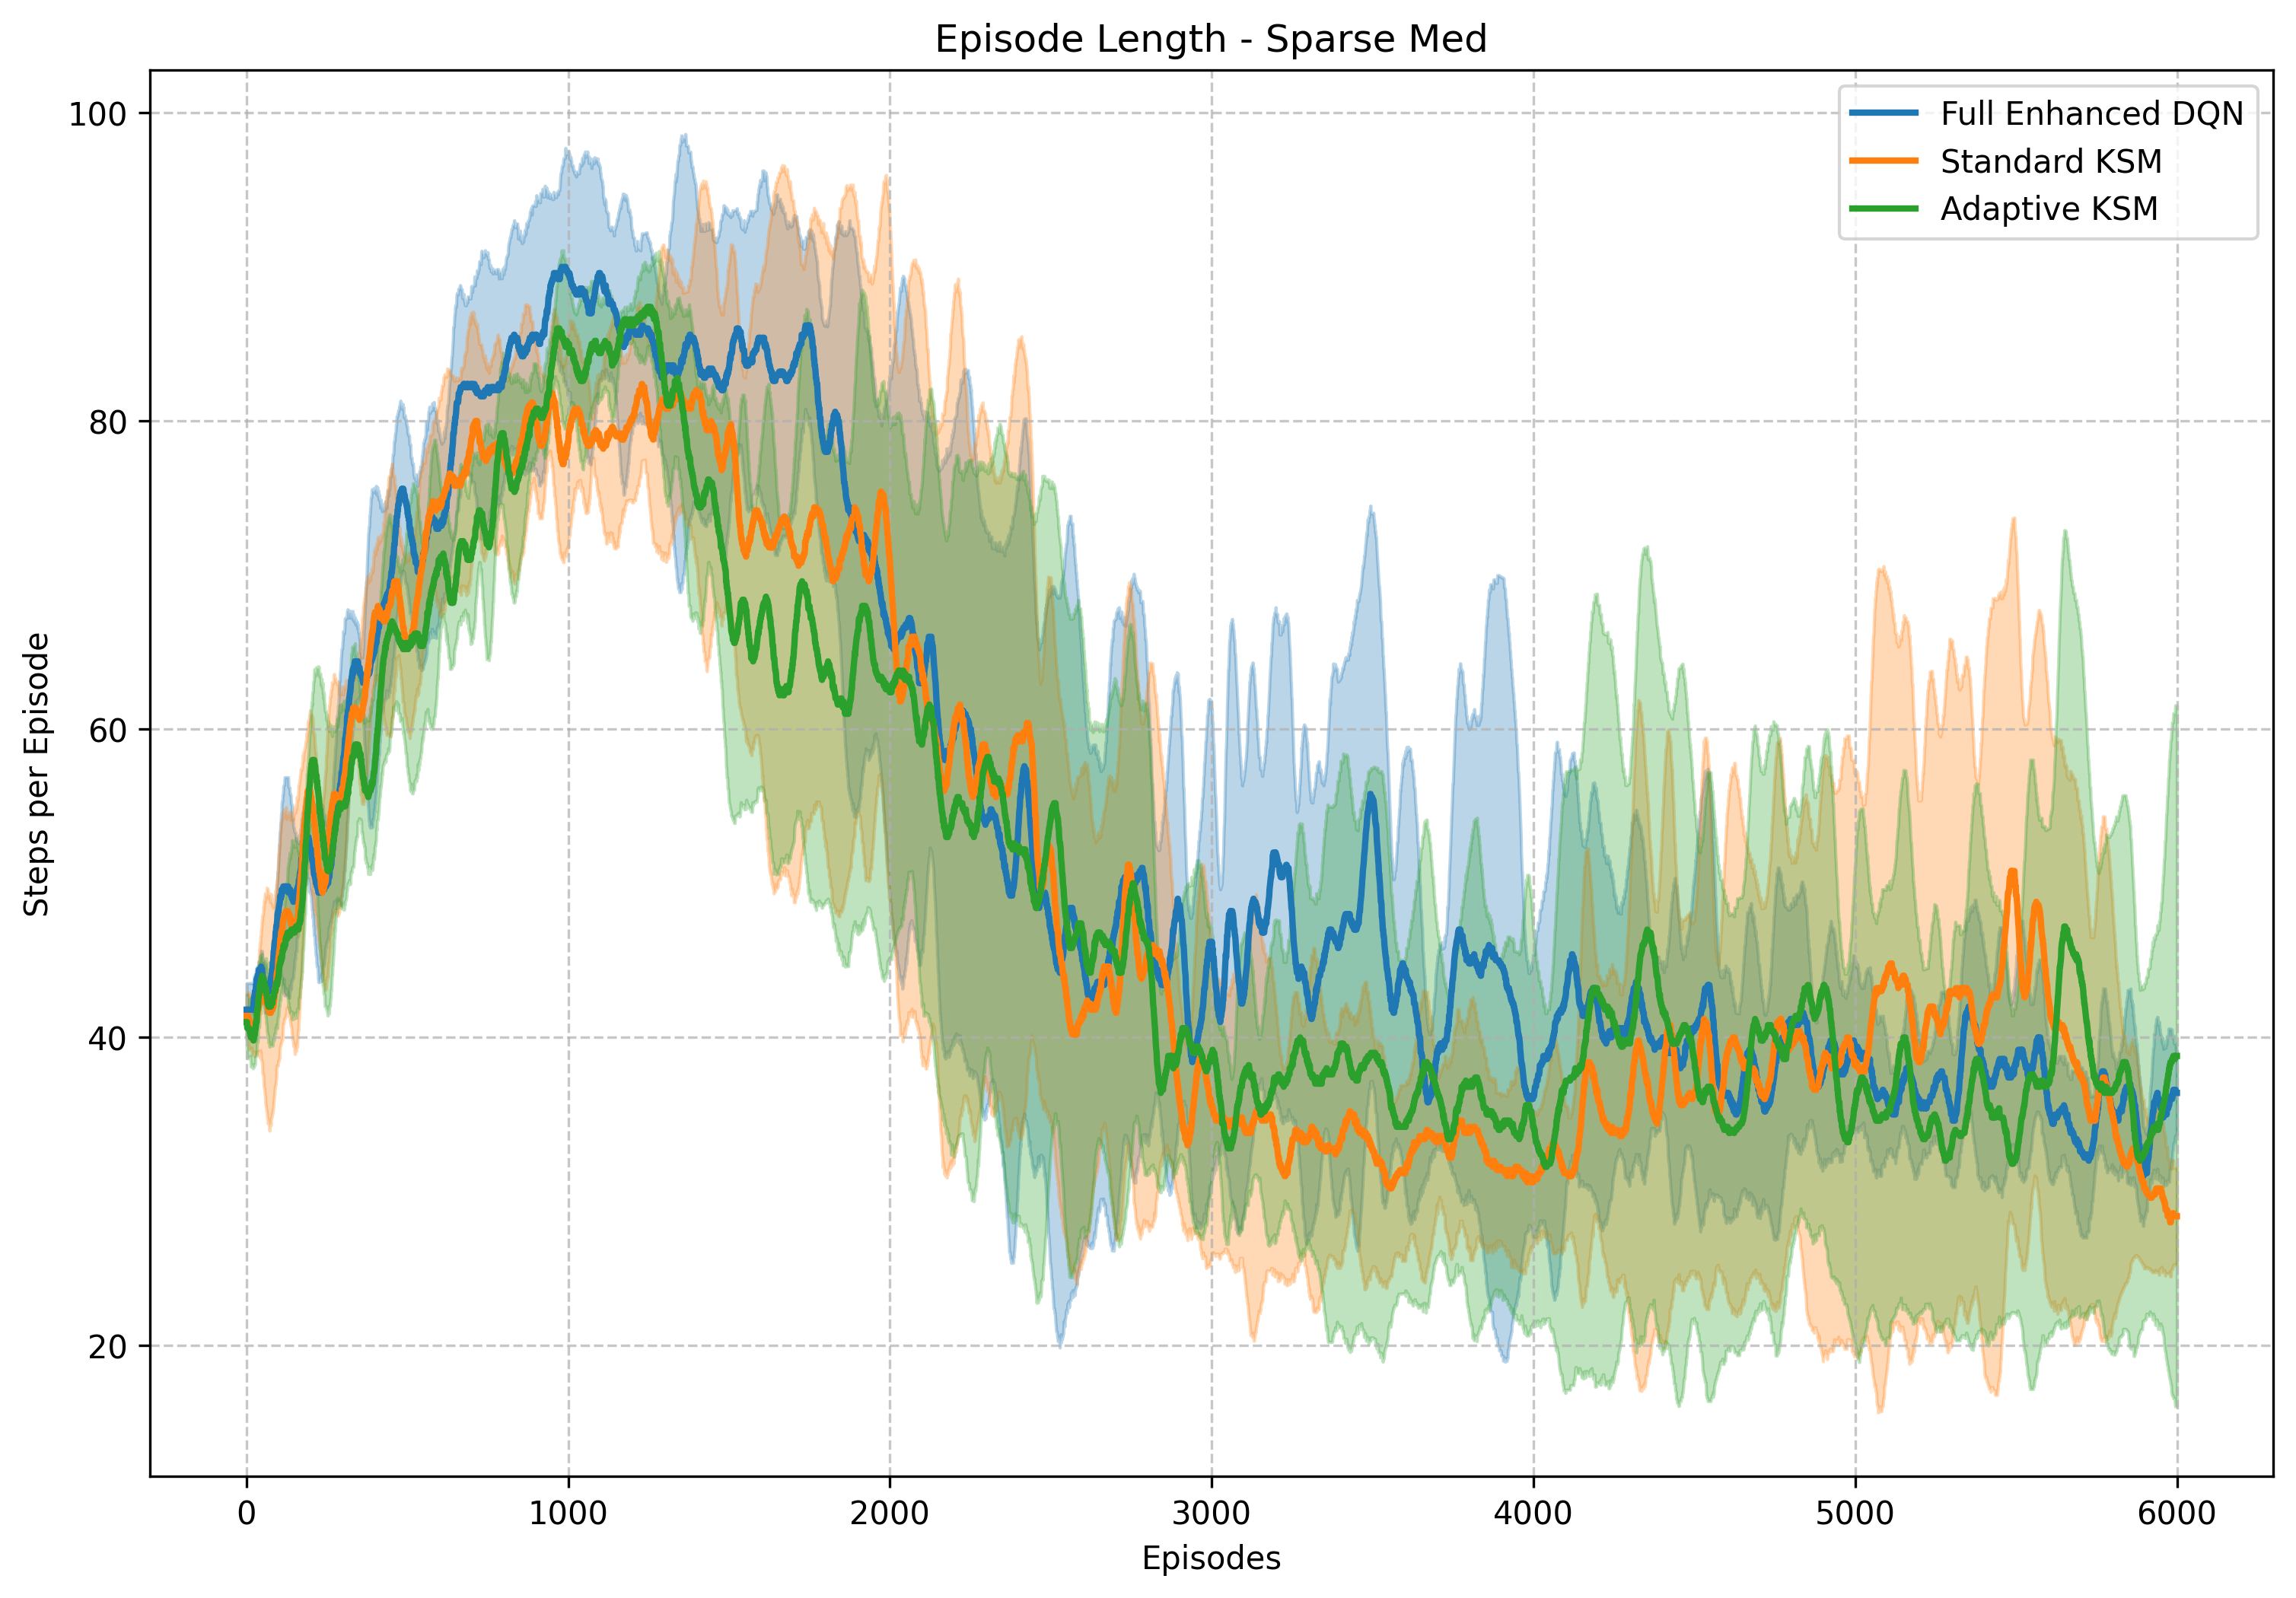 Episode Length - Sparse Med
Full Enhanced DQN
Standard KSM
Adaptive KSM
Steps per Episode
100
80
60
40
20
0 1000 2000 3000 4000 5000 6000
Episodes